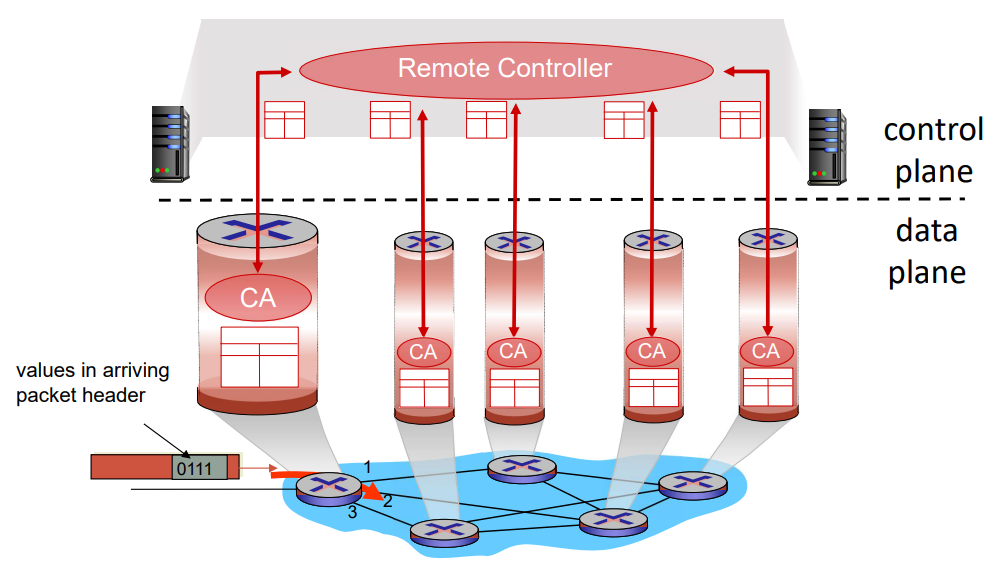 Remote Controller
control
plane
data
plane
CA
CA
CA
CA
CA
values in arriving
packet header
0111
1
2
3